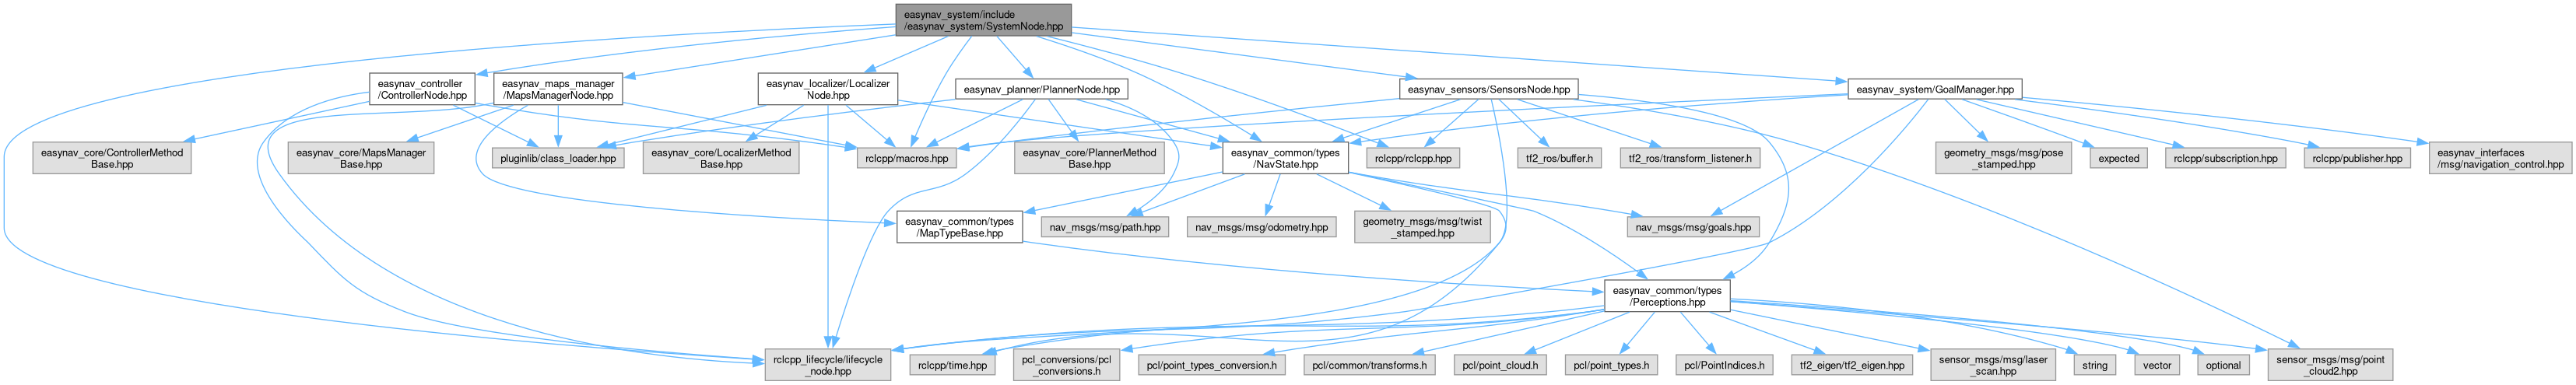 easynav_system/include
/easynav_system/SystemNode.hpp
easynav_controller
/ControllerNode.hpp
easynav_maps_manager
/MapsManagerNode.hpp
easynav_localizer/Localizer
Node.hpp
easynav_planner/PlannerNode.hpp
easynav_sensors/SensorsNode.hpp
easynav_system/GoalManager.hpp
easynav_core/ControllerMethod
Base.hpp
easynav_core/MapsManager
Base.hpp
pluginlib/class_loader.hpp
easynav_core/LocalizerMethod
Base.hpp
rclcpp/macros.hpp
easynav_core/PlannerMethod
Base.hpp
easynav_common/types
/NavState.hpp
rclcpp/rclcpp.hpp
tf2_ros/buffer.h
tf2_ros/transform_listener.h
geometry_msgs/msg/pose
_stamped.hpp
expected
rclcpp/subscription.hpp
rclcpp/publisher.hpp
easynav_interfaces
/msg/navigation_control.hpp
easynav_common/types
/MapTypeBase.hpp
nav_msgs/msg/path.hpp
nav_msgs/msg/odometry.hpp
geometry_msgs/msg/twist
_stamped.hpp
nav_msgs/msg/goals.hpp
easynav_common/types
/Perceptions.hpp
rclcpp_lifecycle/lifecycle
_node.hpp
rclcpp/time.hpp
pcl_conversions/pcl
_conversions.h
pcl/point_types_conversion.h
pcl/common/transforms.h
pcl/point_cloud.h
pcl/point_types.h
pcl/PointIndices.h
tf2_eigen/tf2_eigen.hpp
sensor_msgs/msg/laser
_scan.hpp
string
vector
optional
sensor_msgs/msg/point
_cloud2.hpp